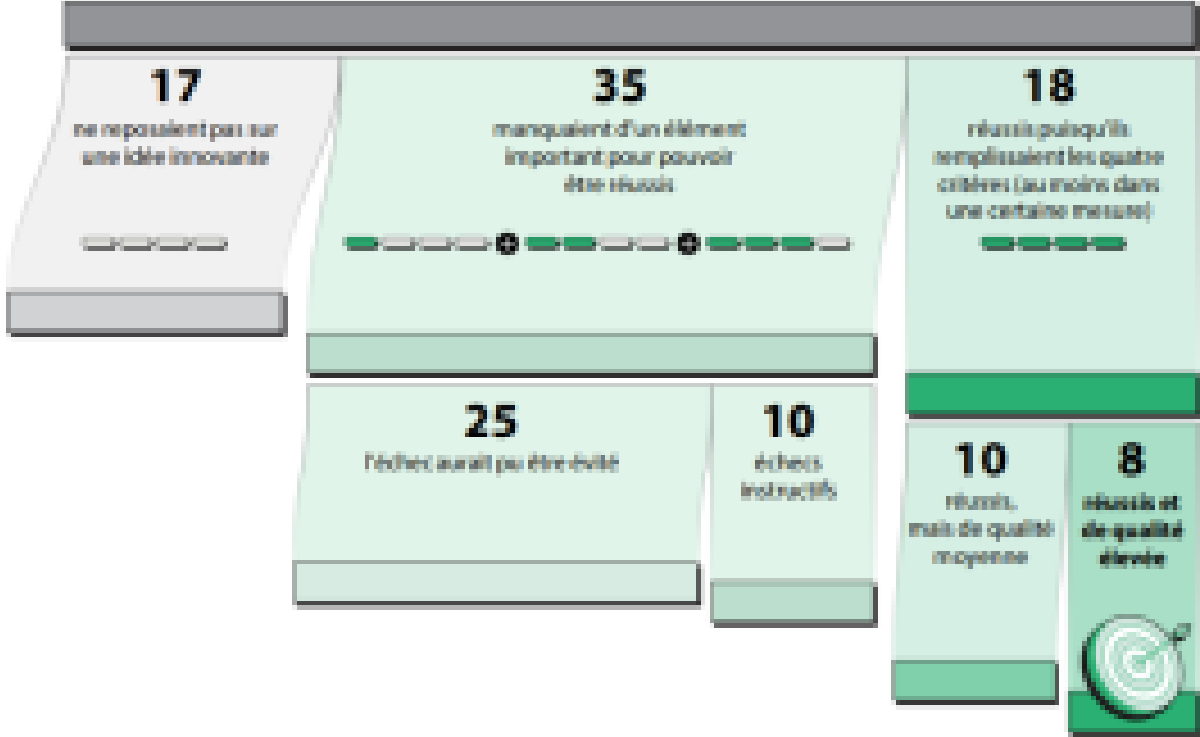 17
ne reposaient pas sur
une idée innovante
35
manquaient d'un élément
important pour pouvoir
être réussis
18
réussis puisqu'ils
remplissaient les quatre
critères (au moins dans
une certaine mesure)
25
l'échec aurait pu être évité
10
échecs
instructifs
10
réussis,
mais de qualité
moyenne
8
réussis et
de qualité
élevée